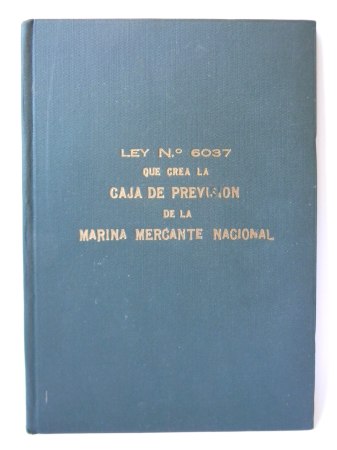 LEY N.º 6037
QUE CREA LA
CAJA DE PREVISION
DE LA
MARINA MERCANTE NACIONAL